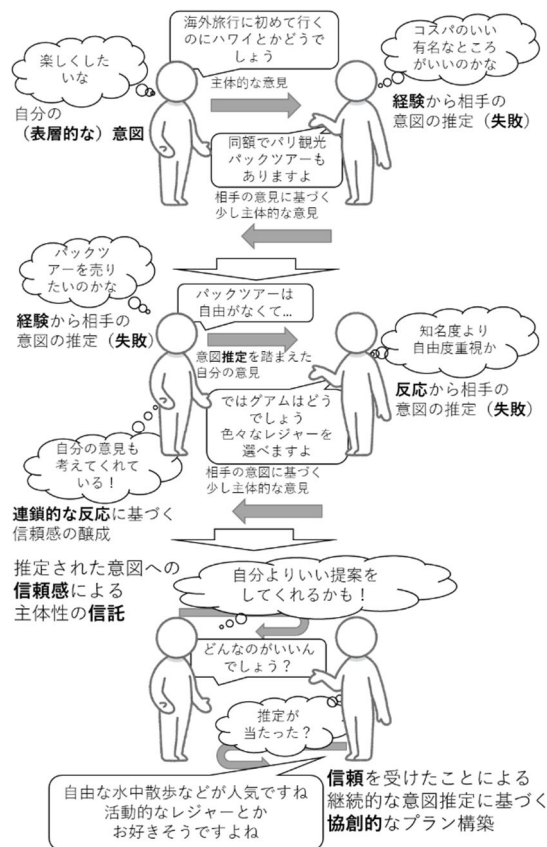 海外旅行に初めて行く
のにハワイとかどうで
しょう
楽しくした
いな
コスパのいい
有名なところ
がいいのかな
主体的な意見
自分の
(表層的な)意図
経験から相手の
意図の推定(失敗)
同額でパリ観光
パックツアーも
ありますよ
相手の意見に基づく
少し主体的な意見
パックツ
アーを売り
たいのかな
経験から相手の
意図の推定(失敗)
パックツアーは
自由がなくて...
知名度より
自由度重視か
意図推定を踏まえた
自分の意見
反応から相手の
意図の推定(失敗)
ではグアムはどう
でしょう
色々なレジャーを
選べますよ
自分の意見も
考えてくれて
いる!
相手の意図に基づく
少し主体的な意見
連鎖的な反応に基づく
信頼感の醸成
推定された意図への
信頼感による
主体性の信託
自分よりいい提案を
してくれるかも!
どんなのがいいん
でしょう?
推定が
当たった?
自由な水中散歩などが人気ですね
活動的なレジャーとか
お好きそうですよね
信頼を受けたことによる
継続的な意図推定に基づく
協創的なプラン構築